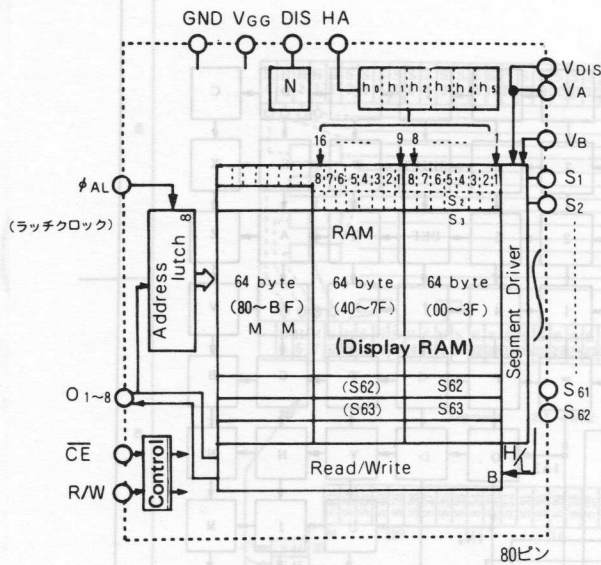 GND VGG DIS HA
N
h0 h1 h2 h3 h4 h5
VDIS
VA
VB
16 9 8 1
8 7 6 5 4 3 2 1 8 7 6 5 4 3 2 1
S1
S2
S2
S3
φAL
(ラッチクロック)
Address lutch
8
RAM
64 byte 64 byte 64 byte
(80~BF) (40~7F) (00~3F)
M M
(Display RAM)
Segment Driver
O1~8
(S62) S62
(S63) S63
S61
S62
CE
R/W
Control
Read/Write
B
H/L
80ピン